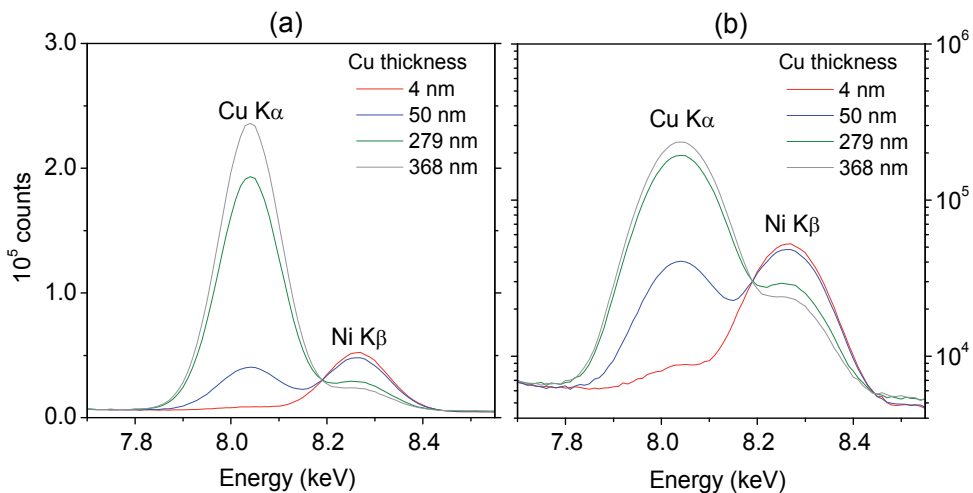 (a)
3.0
2.0
1.0
0.0
10⁵ counts
Cu thickness
4 nm
50 nm
279 nm
368 nm
Cu Kα
Ni Kβ
7.8 8.0 8.2 8.4
Energy (keV)
(b)
Cu thickness
4 nm
50 nm
279 nm
368 nm
Cu Kα
Ni Kβ
10⁶
10⁵
10⁴
7.8 8.0 8.2 8.4
Energy (keV)